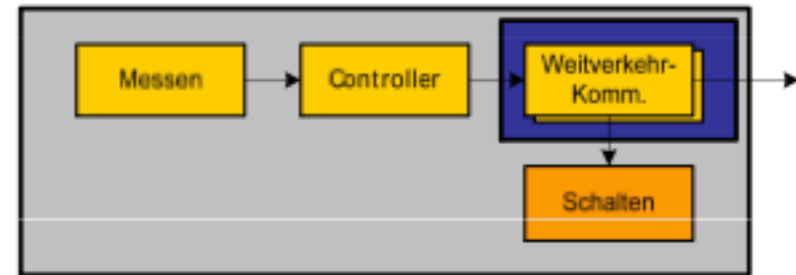 Messen
Controller
Weitverkehr-
Komm.
Schalten